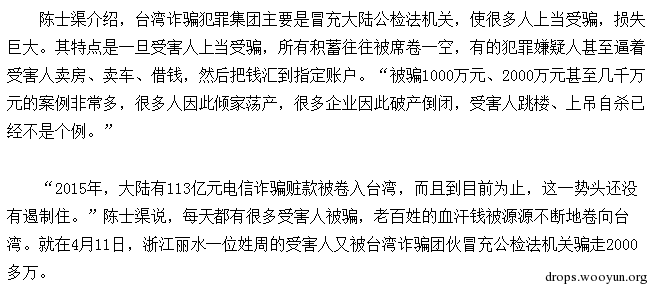 陈士渠介绍，台湾诈骗犯罪集团主要是冒充大陆公检法机关，使很多人上当受骗，损失
巨大。其特点是一旦受害人上当受骗，所有积蓄往往被席卷一空，有的犯罪嫌疑人甚至逼着
受害人卖房、卖车、借钱，然后把钱汇到指定账户。“被骗1000万元、2000万元甚至几千万
元的案例非常多，很多人因此倾家荡产，很多企业因此破产倒闭，受害人跳楼、上吊自杀已
经不是个例。”
“2015年，大陆有113亿元电信诈骗赃款被卷入台湾，而且到目前为止，这一势头还没
有遏制住。”陈士渠说，每天都有很多受害人被骗，老百姓的血汗钱被源源不断地卷向台
湾。就在4月11日，浙江丽水一位姓周的受害人又被台湾诈骗团伙冒充公检法机关骗走2000
多万。
drops.wooyun.org